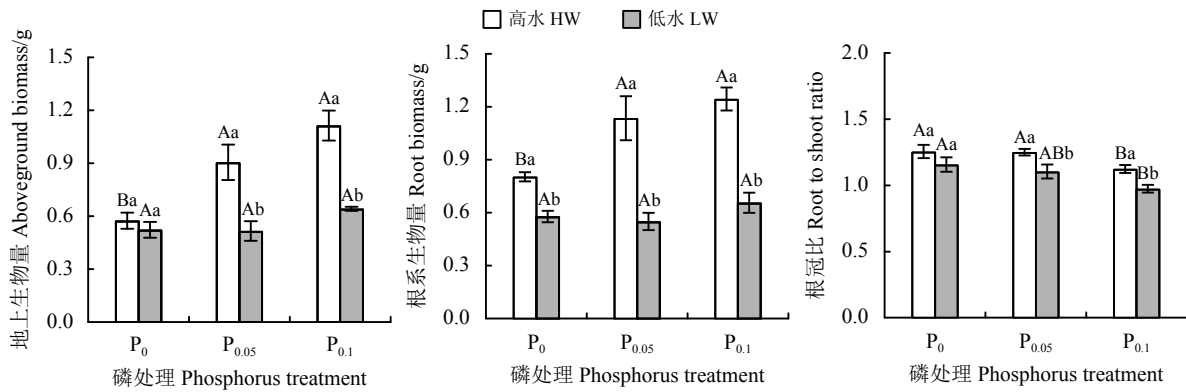 高水 HW 低水 LW
地上生物量 Aboveground biomass/g
1.5
1.2
0.9
0.6
0.3
0.0
Ba Aa
Aa Ab
Aa Ab
P0 P0.05 P0.1
磷处理 Phosphorus treatment
根系生物量 Root biomass/g
1.5
1.2
0.9
0.6
0.3
0.0
Ba Ab
Aa Ab
Aa Ab
P0 P0.05 P0.1
磷处理 Phosphorus treatment
根冠比 Root to shoot ratio
2.0
1.5
1.0
0.5
0.0
Aa Aa
Aa ABb
Ba Bb
P0 P0.05 P0.1
磷处理 Phosphorus treatment